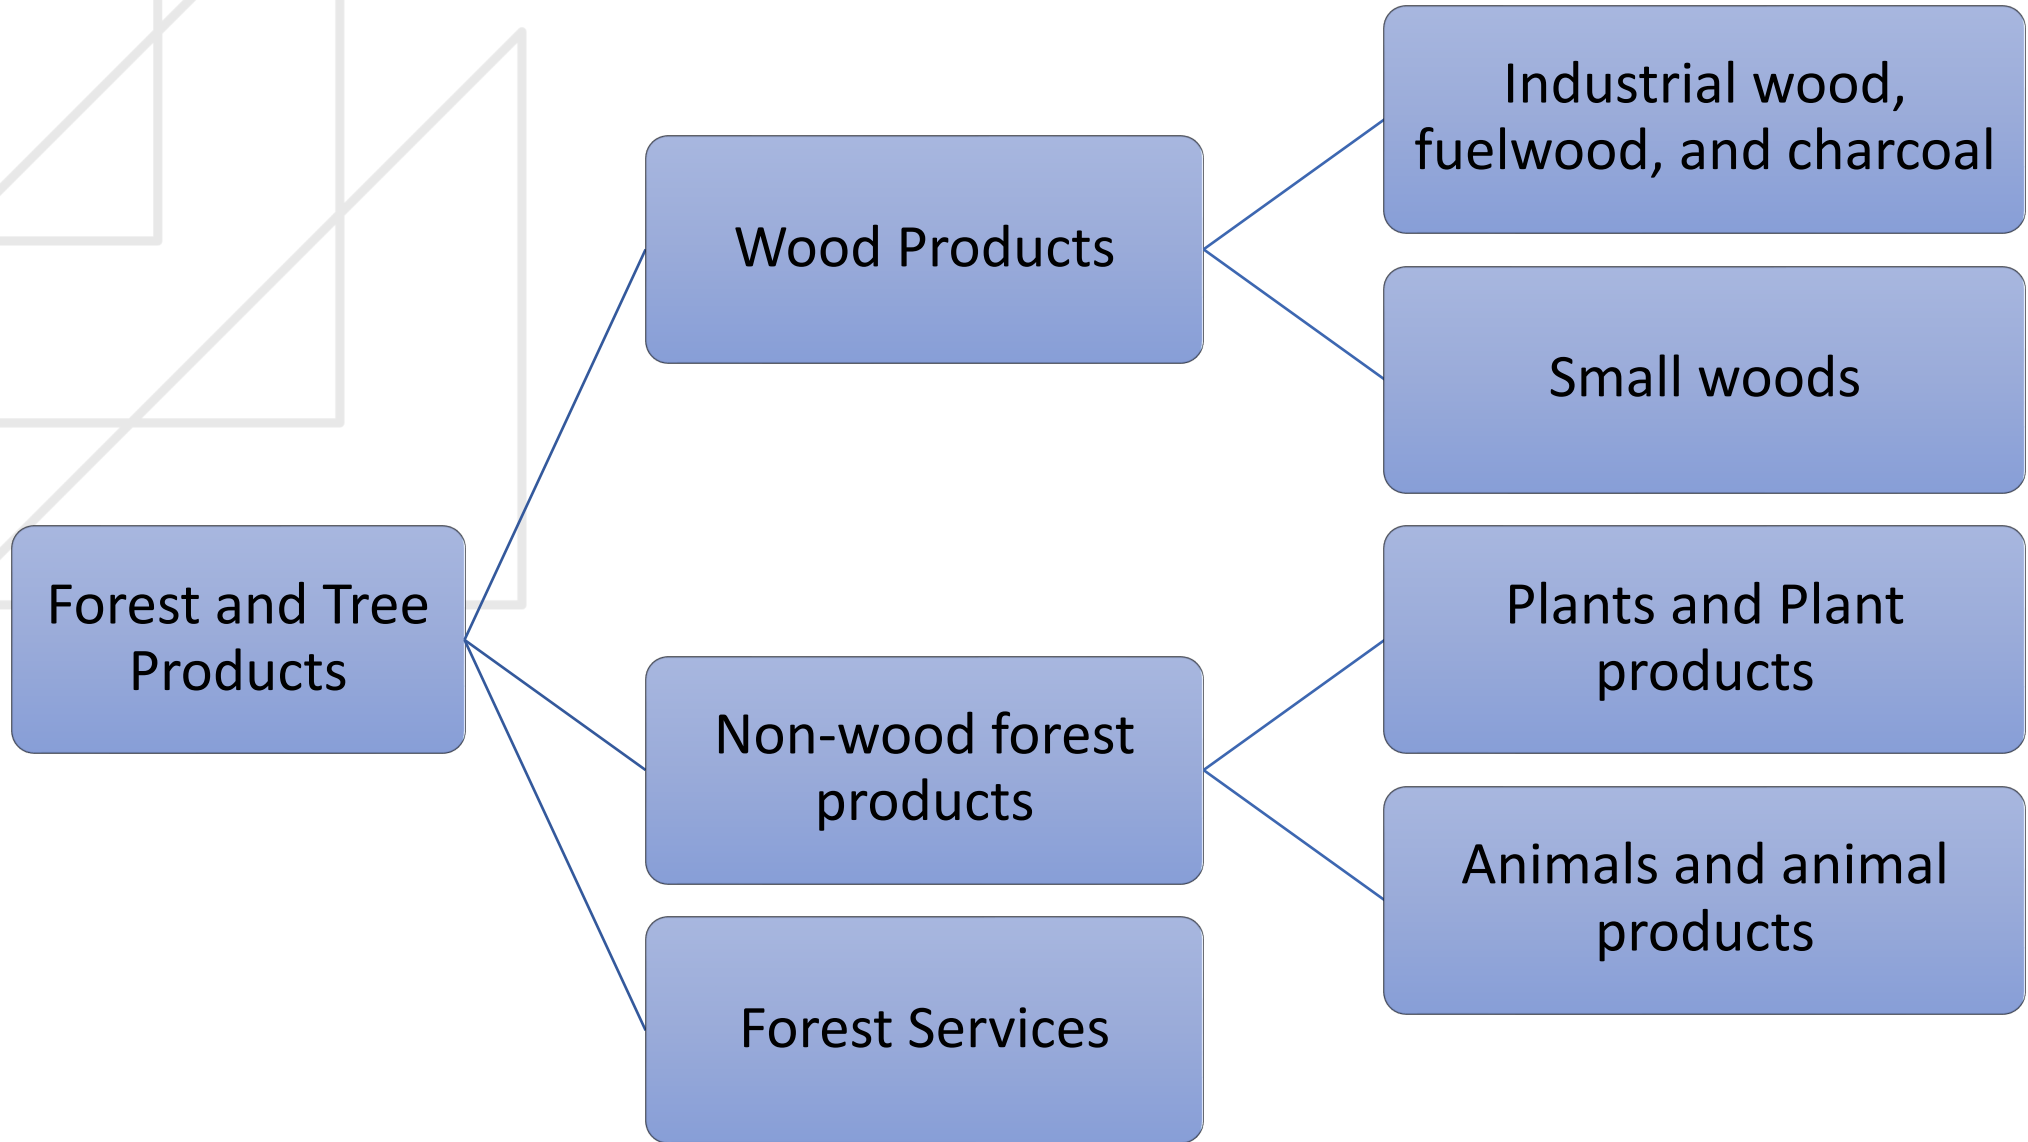 Forest and Tree
Products
Wood Products
Industrial wood,
fuelwood, and charcoal
Small woods
Non-wood forest
products
Plants and Plant
products
Animals and animal
products
Forest Services